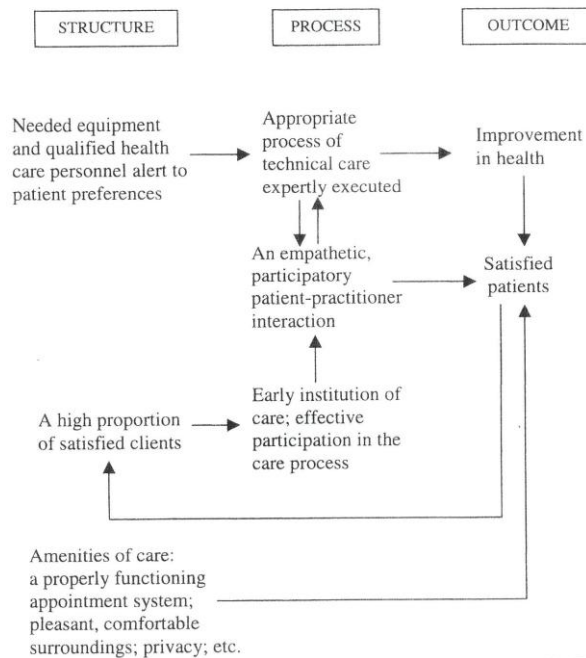 STRUCTURE
PROCESS
OUTCOME
Needed equipment
and qualified health
care personnel alert to
patient preferences
Appropriate
process of
technical care
expertly executed
Improvement
in health
An empathetic,
participatory
patient-practitioner
interaction
Satisfied
patients
A high proportion
of satisfied clients
Early institution of
care; effective
participation in the
care process
Amenities of care:
a properly functioning
appointment system;
pleasant, comfortable
surroundings; privacy; etc.